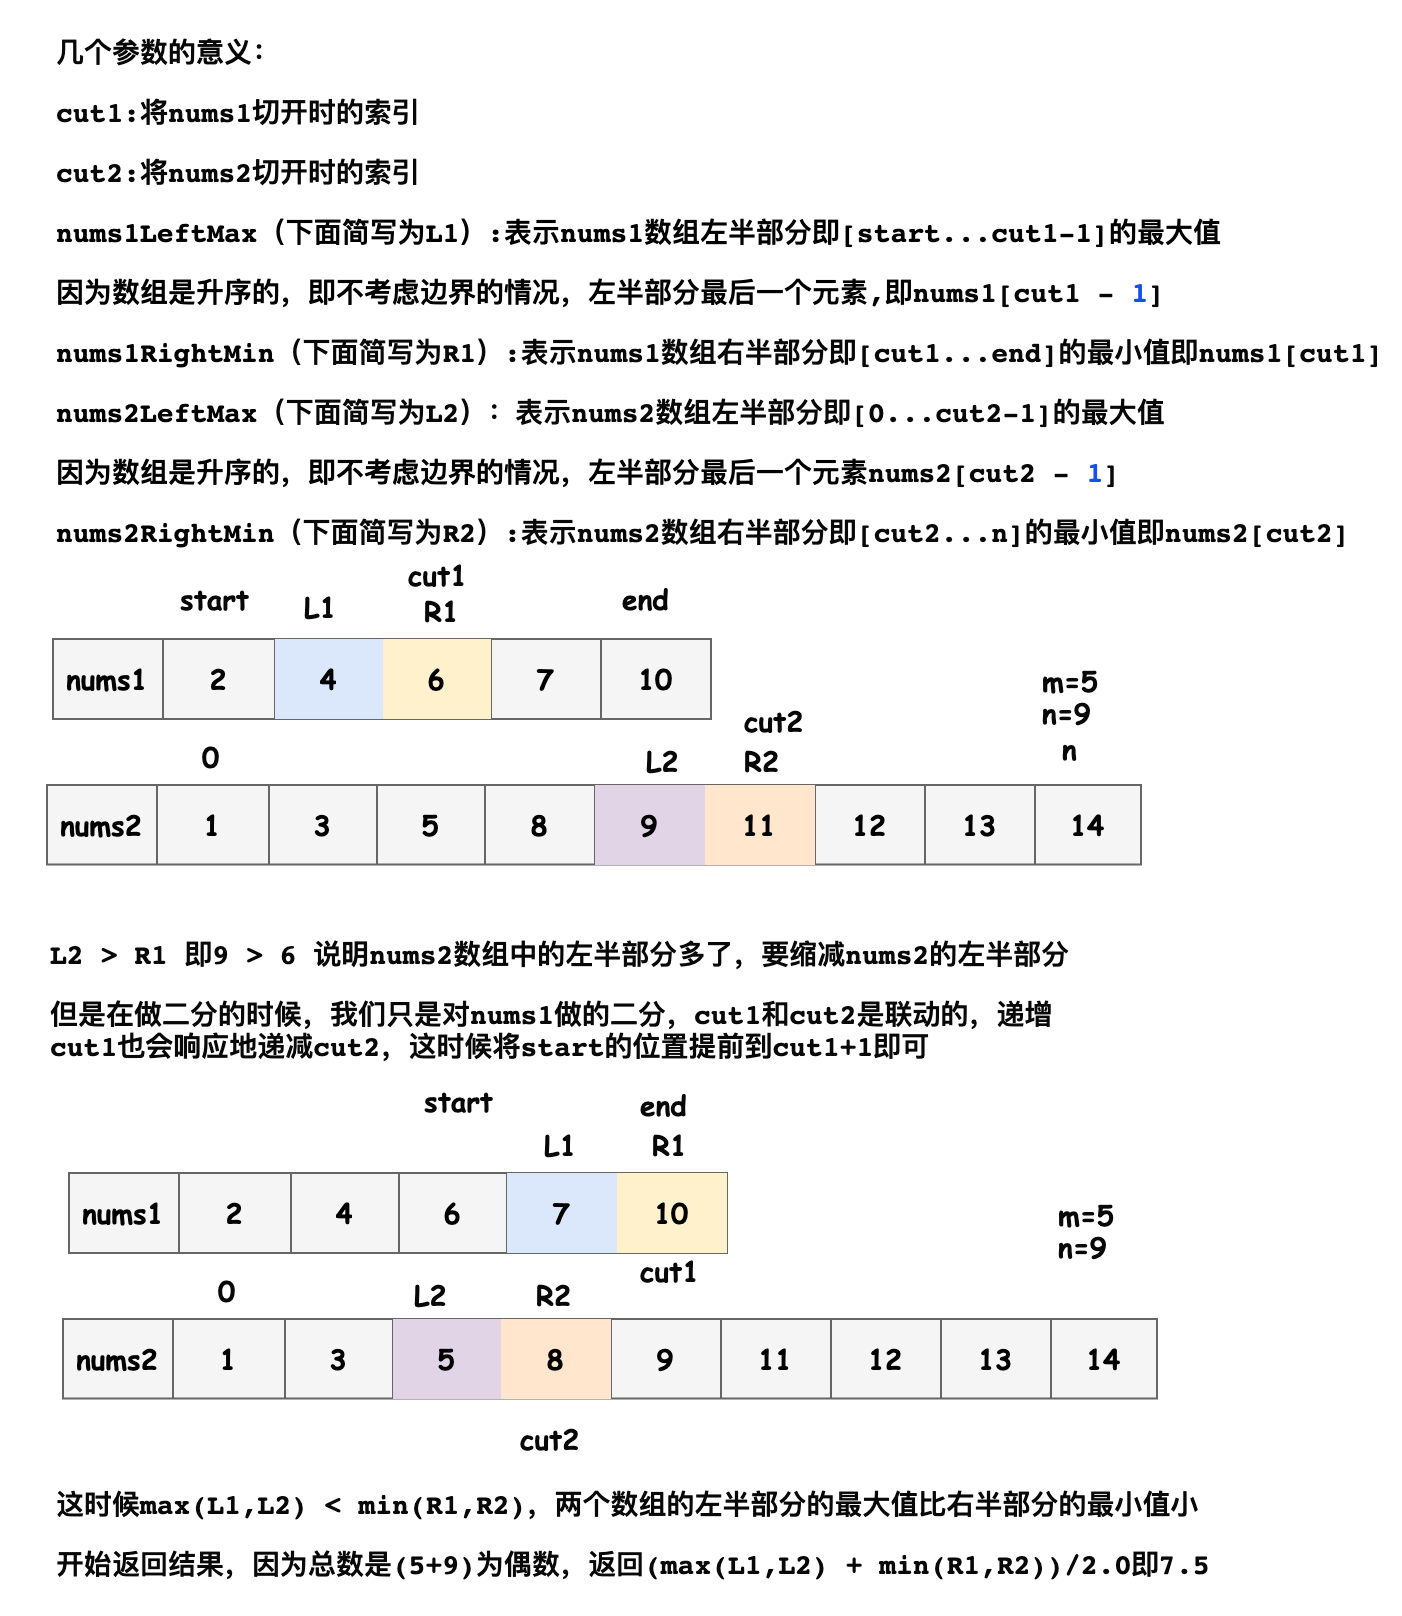 几个参数的意义：
cut1:将nums1切开时的索引
cut2:将nums2切开时的索引
nums1LeftMax（下面简写为L1）:表示nums1数组左半部分即[start...cut1-1]的最大值
因为数组是升序的，即不考虑边界的情况，左半部分最后一个元素,即nums1[cut1 - 1]
nums1RightMin（下面简写为R1）:表示nums1数组右半部分即[cut1...end]的最小值即nums1[cut1]
nums2LeftMax（下面简写为L2）：表示nums2数组左半部分即[0...cut2-1]的最大值
因为数组是升序的，即不考虑边界的情况，左半部分最后一个元素nums2[cut2 - 1]
nums2RightMin（下面简写为R2）:表示nums2数组右半部分即[cut2...n]的最小值即nums2[cut2]
cut1
start L1 R1 end
nums1 2 4 6 7 10
m=5
n=9
cut2
0 L2 R2 n
nums2 1 3 5 8 9 11 12 13 14
L2 > R1 即9 > 6 说明nums2数组中的左半部分多了，要缩减nums2的左半部分
但是在做二分的时候，我们只是对nums1做的二分，cut1和cut2是联动的，递增
cut1也会响应地递减cut2，这时候将start的位置提前到cut1+1即可
start end
L1 R1
nums1 2 4 6 7 10
m=5
n=9
cut1
0 L2 R2
nums2 1 3 5 8 9 11 12 13 14
cut2
这时候max(L1,L2) < min(R1,R2)，两个数组的左半部分的最大值比右半部分的最小值小
开始返回结果，因为总数是(5+9)为偶数，返回(max(L1,L2) + min(R1,R2))/2.0即7.5